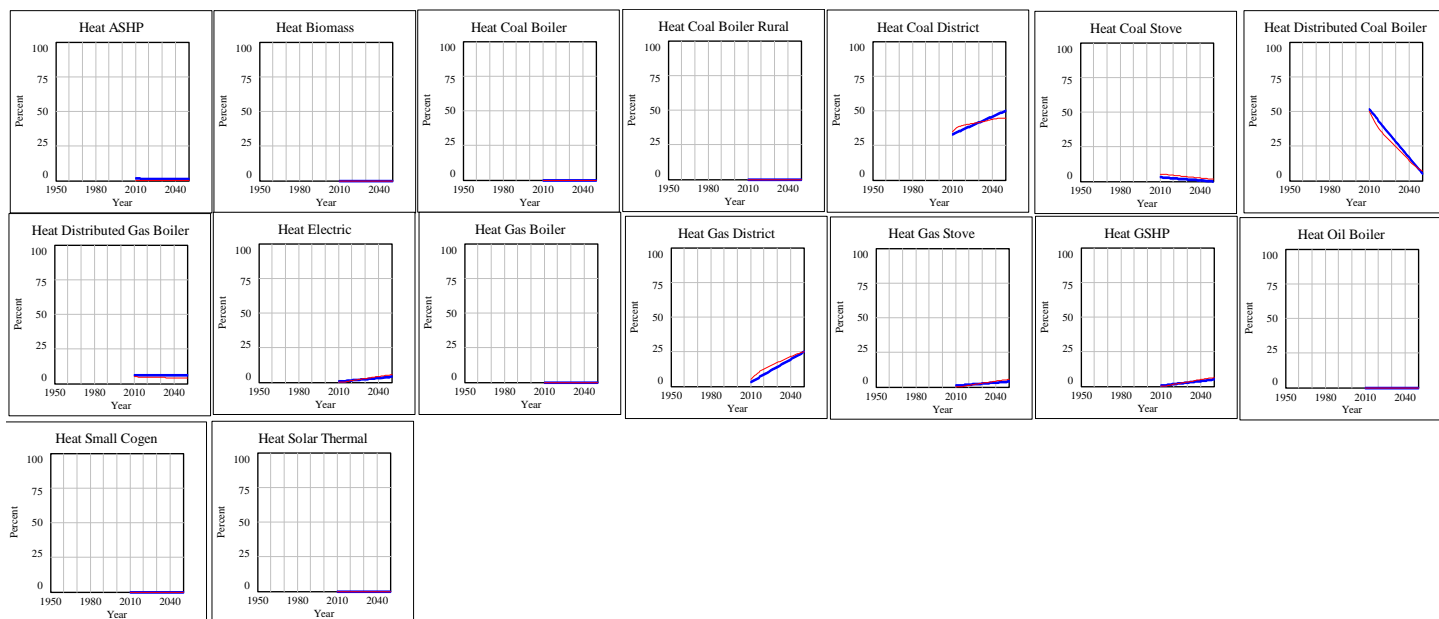 Heat ASHP
100
75
50
25
0
Percent
1950 1980 2010 2040
Year
Heat Biomass
100
75
50
25
0
Percent
1950 1980 2010 2040
Year
Heat Coal Boiler
100
75
50
25
0
Percent
1950 1980 2010 2040
Year
Heat Coal Boiler Rural
100
75
50
25
0
Percent
1950 1980 2010 2040
Year
Heat Coal District
100
75
50
25
0
Percent
1950 1980 2010 2040
Year
Heat Coal Stove
100
75
50
25
0
Percent
1950 1980 2010 2040
Year
Heat Distributed Coal Boiler
100
75
50
25
0
Percent
1950 1980 2010 2040
Year
Heat Distributed Gas Boiler
100
75
50
25
0
Percent
1950 1980 2010 2040
Year
Heat Electric
100
75
50
25
0
Percent
1950 1980 2010 2040
Year
Heat Gas Boiler
100
75
50
25
0
Percent
1950 1980 2010 2040
Year
Heat Gas District
100
75
50
25
0
Percent
1950 1980 2010 2040
Year
Heat Gas Stove
100
75
50
25
0
Percent
1950 1980 2010 2040
Year
Heat GSHP
100
75
50
25
0
Percent
1950 1980 2010 2040
Year
Heat Oil Boiler
100
75
50
25
0
Percent
1950 1980 2010 2040
Year
Heat Small Cogen
100
75
50
25
0
Percent
1950 1980 2010 2040
Year
Heat Solar Thermal
100
75
50
25
0
Percent
1950 1980 2010 2040
Year